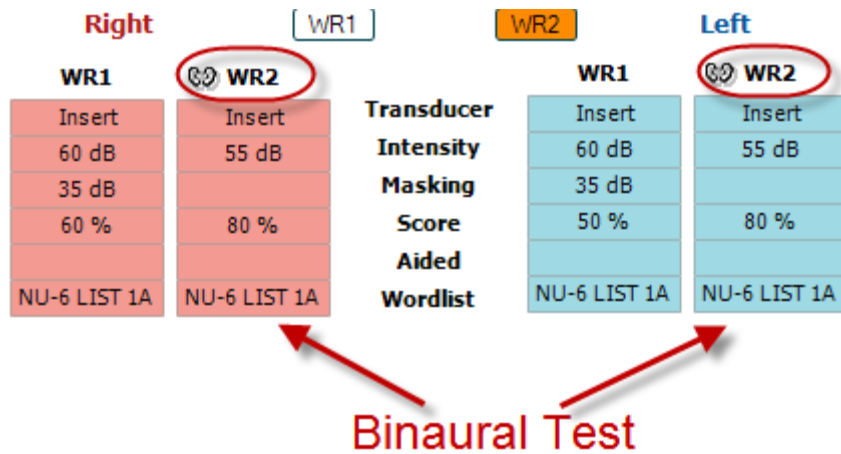 Right WR1 WR2 Left
WR1 WR2 WR1 WR2
Insert Insert Transducer Insert Insert
60 dB 55 dB Intensity 60 dB 55 dB
35 dB Masking 35 dB
60 % 80 % Score 50 % 80 %
Aided
NU-6 LIST 1A NU-6 LIST 1A Wordlist NU-6 LIST 1A NU-6 LIST 1A
Binaural Test